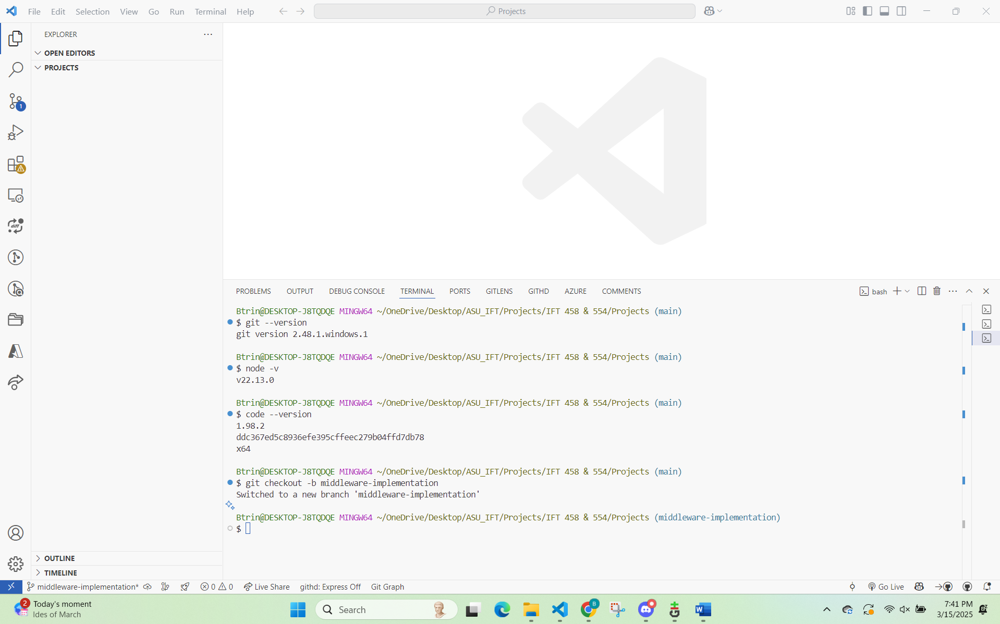 File Edit Selection View Go Run Terminal Help
Projects
EXPLORER
OPEN EDITORS
PROJECTS
1
diff
OUTLINE
TIMELINE
PROBLEMS OUTPUT DEBUG CONSOLE TERMINAL PORTS GITLENS GITHD AZURE COMMENTS
bash
Btrin@DESKTOP-J8TQDQE MINGW64 ~/OneDrive/Desktop/ASU_IFT/Projects/IFT 458 & 554/Projects (main)
$ git --version
git version 2.48.1.windows.1
Btrin@DESKTOP-J8TQDQE MINGW64 ~/OneDrive/Desktop/ASU_IFT/Projects/IFT 458 & 554/Projects (main)
$ node -v
v22.13.0
Btrin@DESKTOP-J8TQDQE MINGW64 ~/OneDrive/Desktop/ASU_IFT/Projects/IFT 458 & 554/Projects (main)
$ code --version
1.98.2
ddc367ed5c8936efe395cffeec279b04ffd7db78
x64
Btrin@DESKTOP-J8TQDQE MINGW64 ~/OneDrive/Desktop/ASU_IFT/Projects/IFT 458 & 554/Projects (main)
$ git checkout -b middleware-implementation
Switched to a new branch 'middleware-implementation'
Btrin@DESKTOP-J8TQDQE MINGW64 ~/OneDrive/Desktop/ASU_IFT/Projects/IFT 458 & 554/Projects (middleware-implementation)
$
middleware-implementation* 0 0 Live Share githd: Express Off Git Graph Go Live
2 Today's moment
Ides of March
Search
B
7:41 PM
3/15/2025